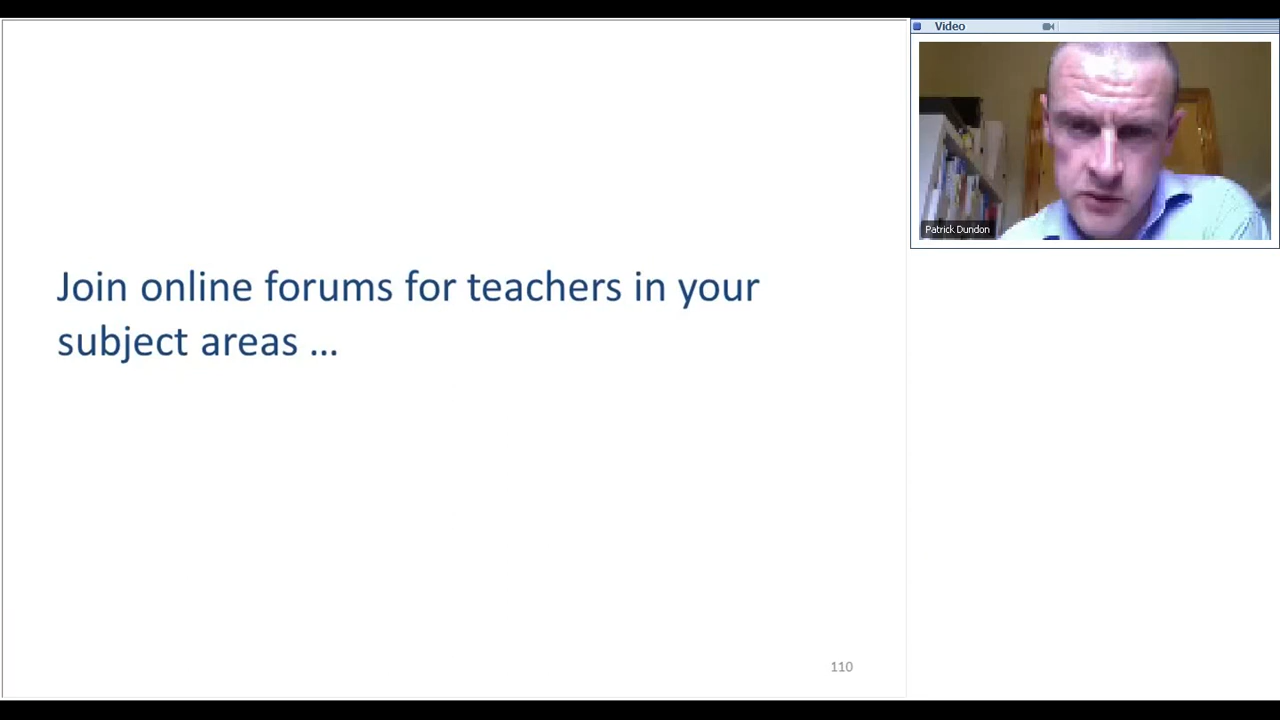 Video
Patrick Dundon
Join online forums for teachers in your
subject areas ...
110